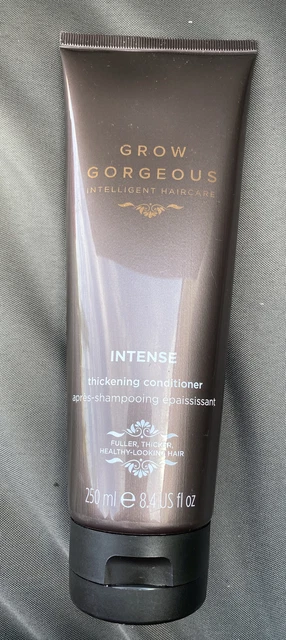 GROW
GORGEOUS
INTELLIGENT HAIRCARE
INTENSE
thickening conditioner
après-shampooing épaississant
FULLER, THICKER,
HEALTHY-LOOKING HAIR
250 ml ℮ 8.4 US fl oz